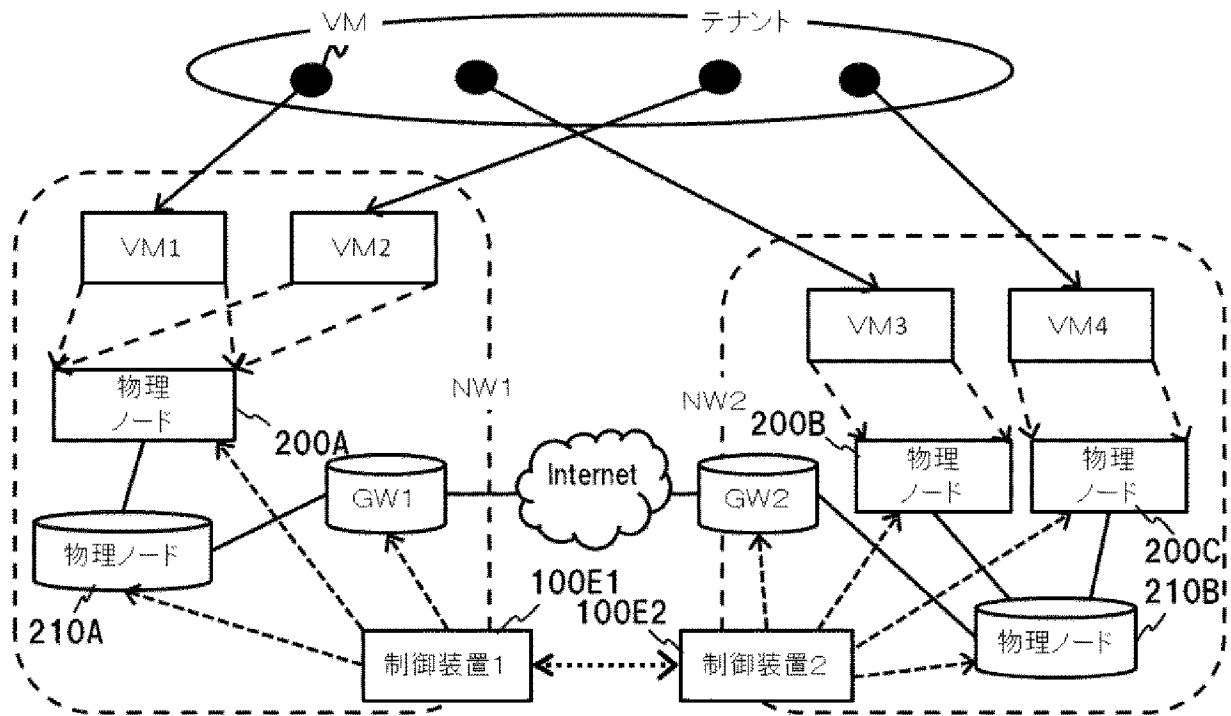 VM
テナント
VM1
VM2
VM3
VM4
物理
ノード
200A
NW1
NW2
200B
物理
ノード
物理
ノード
GW1
Internet
GW2
物理ノード
210A
200C
210B
100E1
100E2
制御装置1
制御装置2
物理ノード